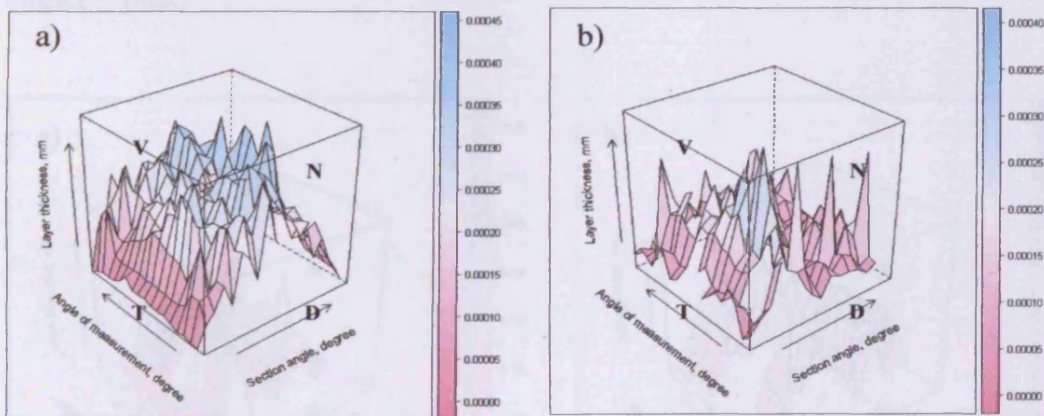 a)
V
N
T
D
Layer thickness, mm
Angle of measurement, degree
Section angle, degree
0.00045
0.00040
0.00035
0.00030
0.00025
0.00020
0.00015
0.00010
0.00005
0.00000
b)
V
N
T
D
Layer thickness, mm
Angle of measurement, degree
Section angle, degree
0.00040
0.00035
0.00030
0.00025
0.00020
0.00015
0.00010
0.00005
0.00000